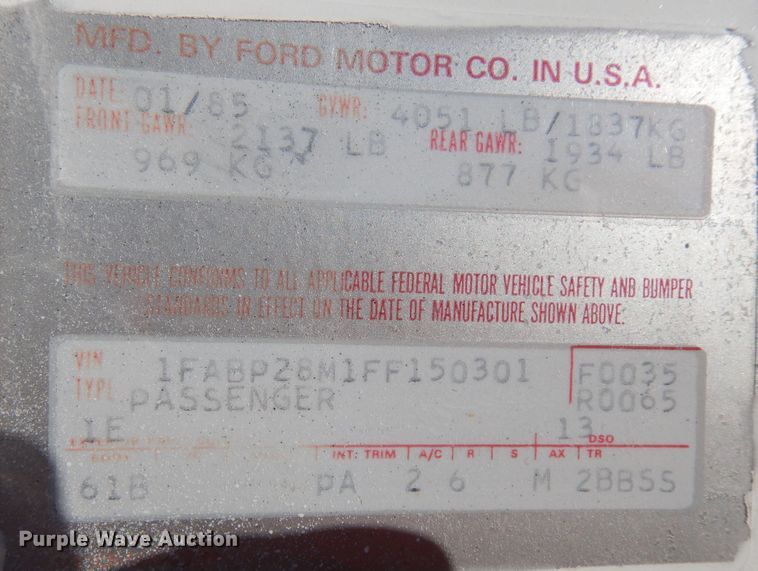 MFD. BY FORD MOTOR CO. IN U.S.A.
DATE: 01/85 GVWR: 4051 LB/1837KG
FRONT GAWR: 2137 LB REAR GAWR: 1934 LB
969 KG 877 KG
THIS VEHICLE CONFORMS TO ALL APPLICABLE FEDERAL MOTOR VEHICLE SAFETY AND BUMPER
STANDARDS IN EFFECT ON THE DATE OF MANUFACTURE SHOWN ABOVE.
VIN 1FABP28M1FF150301 F0035
TYPE PASSENGER R0065
1E 13 DSO
BODY INT: TRIM A/C R S AX TR
61B PA 2 6 M 2BBSS
Purple Wave Auction